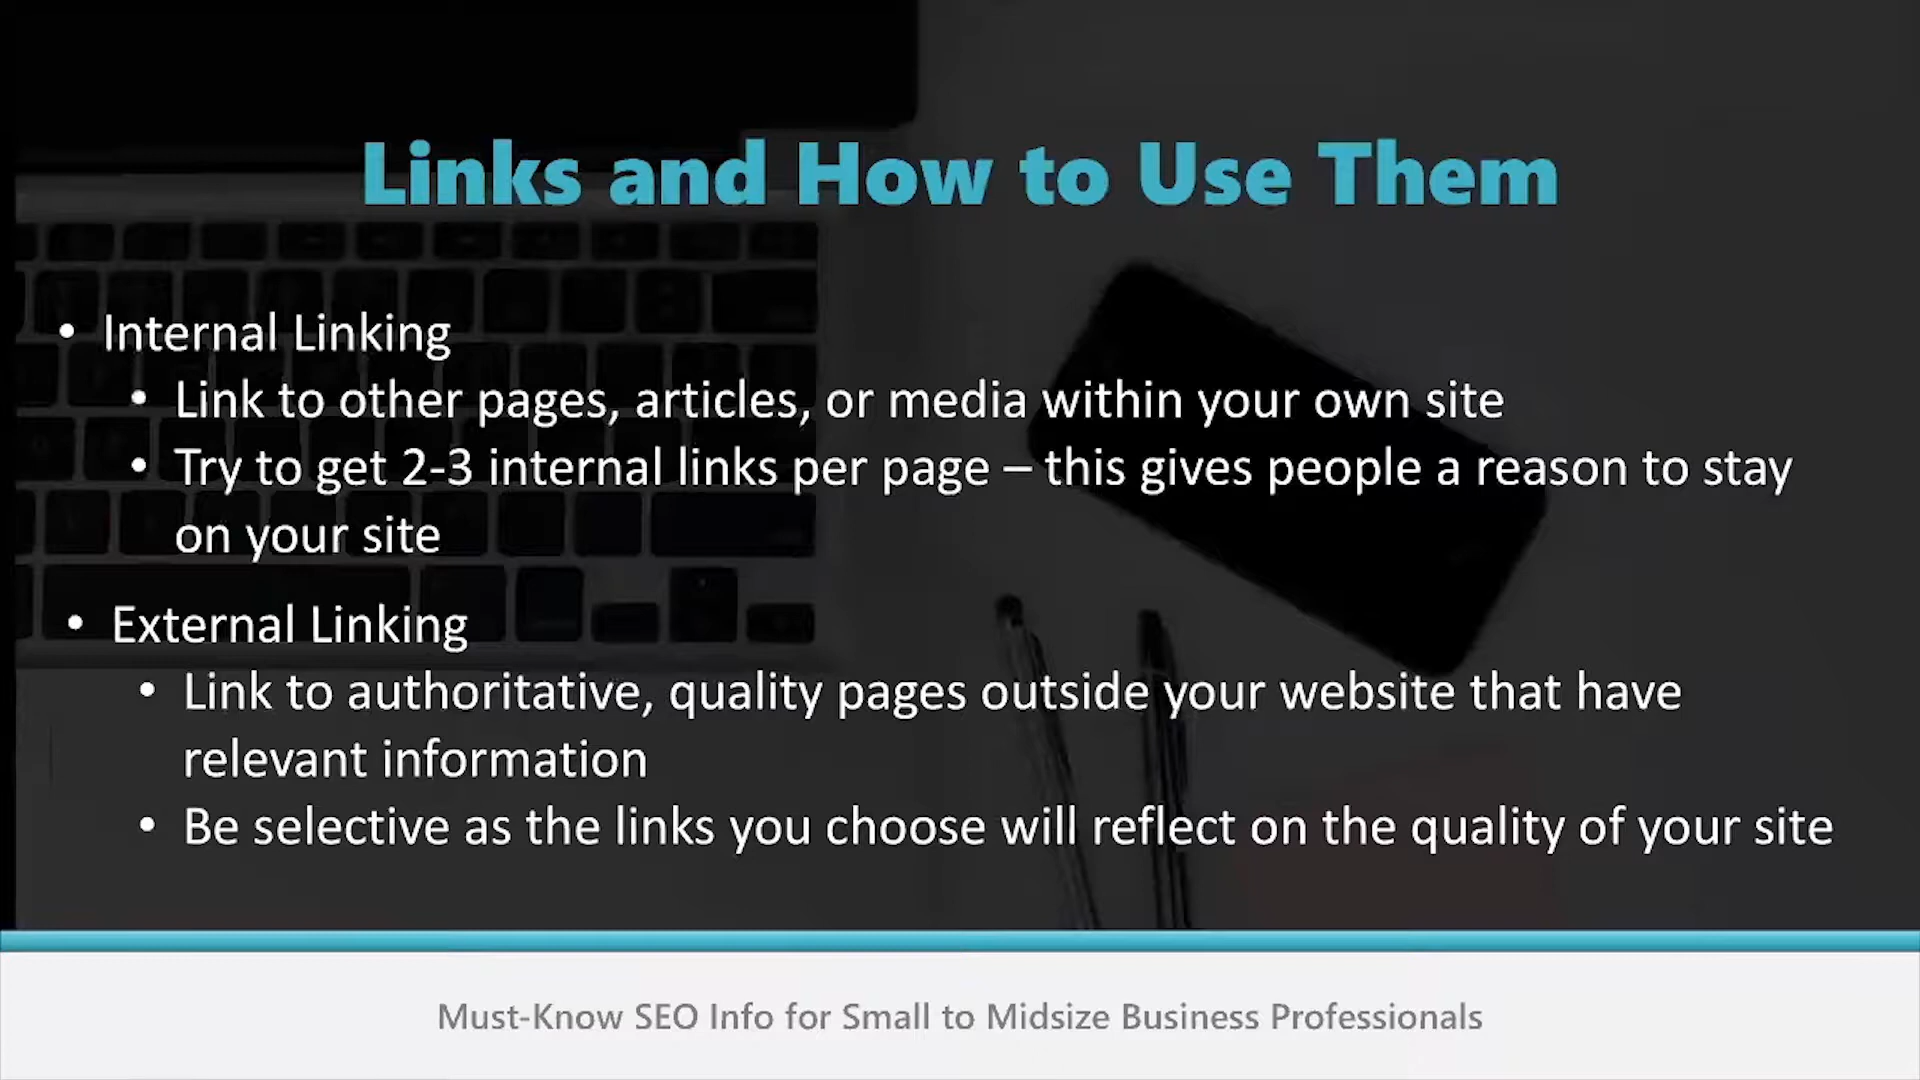 Links and How to Use Them
• Internal Linking
• Link to other pages, articles, or media within your own site
• Try to get 2-3 internal links per page – this gives people a reason to stay
on your site
• External Linking
• Link to authoritative, quality pages outside your website that have
relevant information
• Be selective as the links you choose will reflect on the quality of your site
Must-Know SEO Info for Small to Midsize Business Professionals